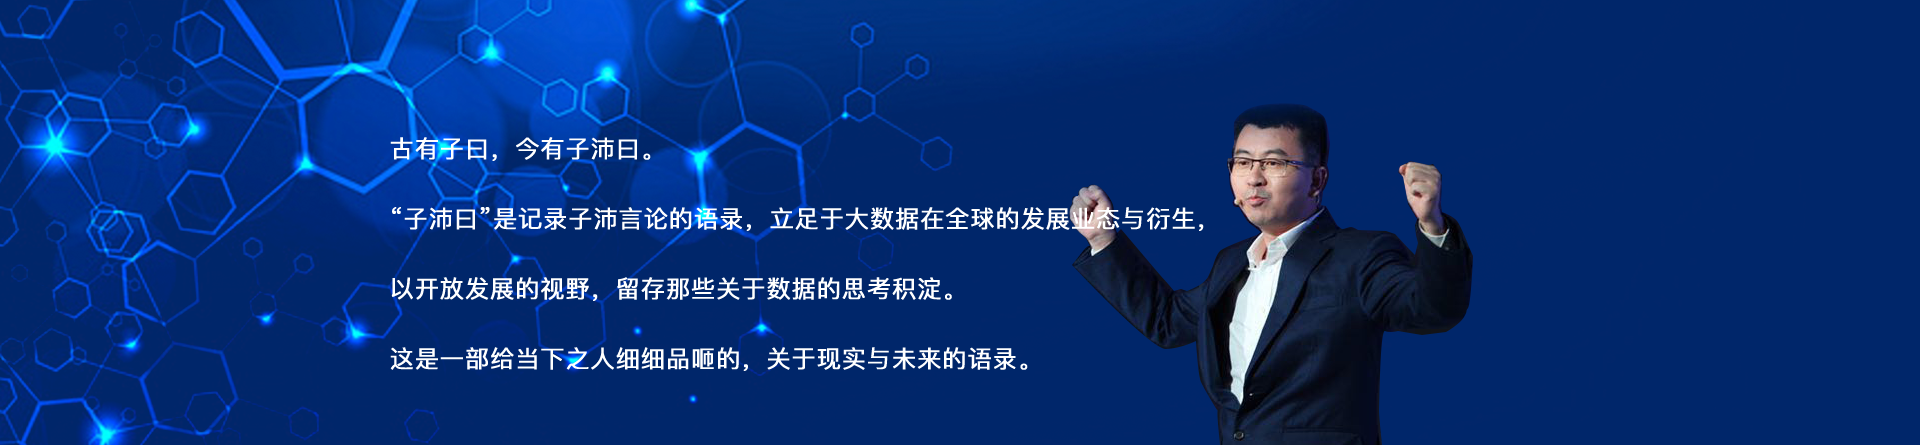 古有子曰，今有子沛曰。
“子沛曰”是记录子沛言论的语录，立足于大数据在全球的发展业态与衍生，
以开放发展的视野，留存那些关于数据的思考积淀。
这是一部给当下之人细细品咂的，关于现实与未来的语录。